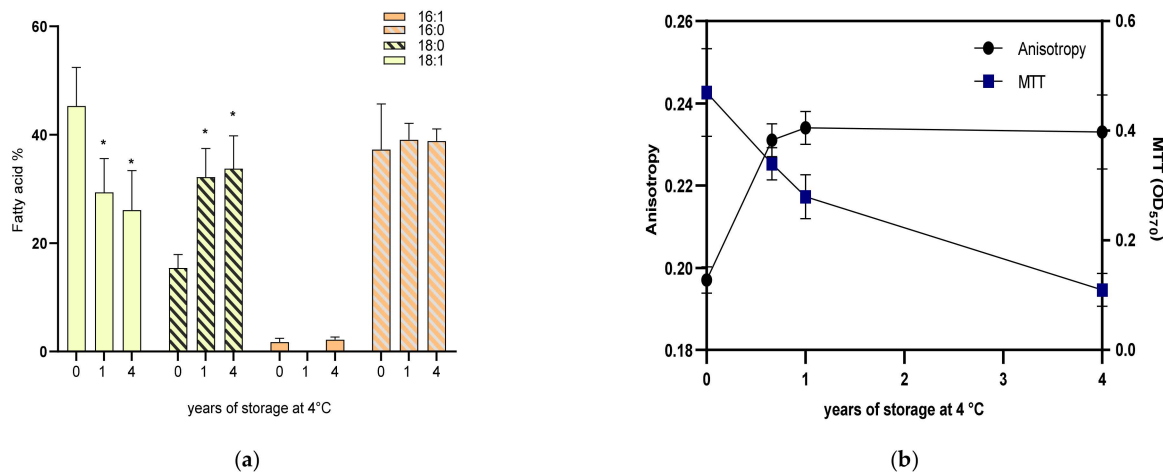 16:1
16:0
18:0
18:1
60
40
20
0
Fatty acid %
*
*
*
*
0 1 4 0 1 4 0 1 4 0 1 4
years of storage at 4°C
(a)
0.26
0.24
0.22
0.20
0.18
Anisotropy
Anisotropy
MTT
0.6
0.4
0.2
0.0
MTT (OD₅₇₀)
0 1 2 3 4
years of storage at 4 °C
(b)